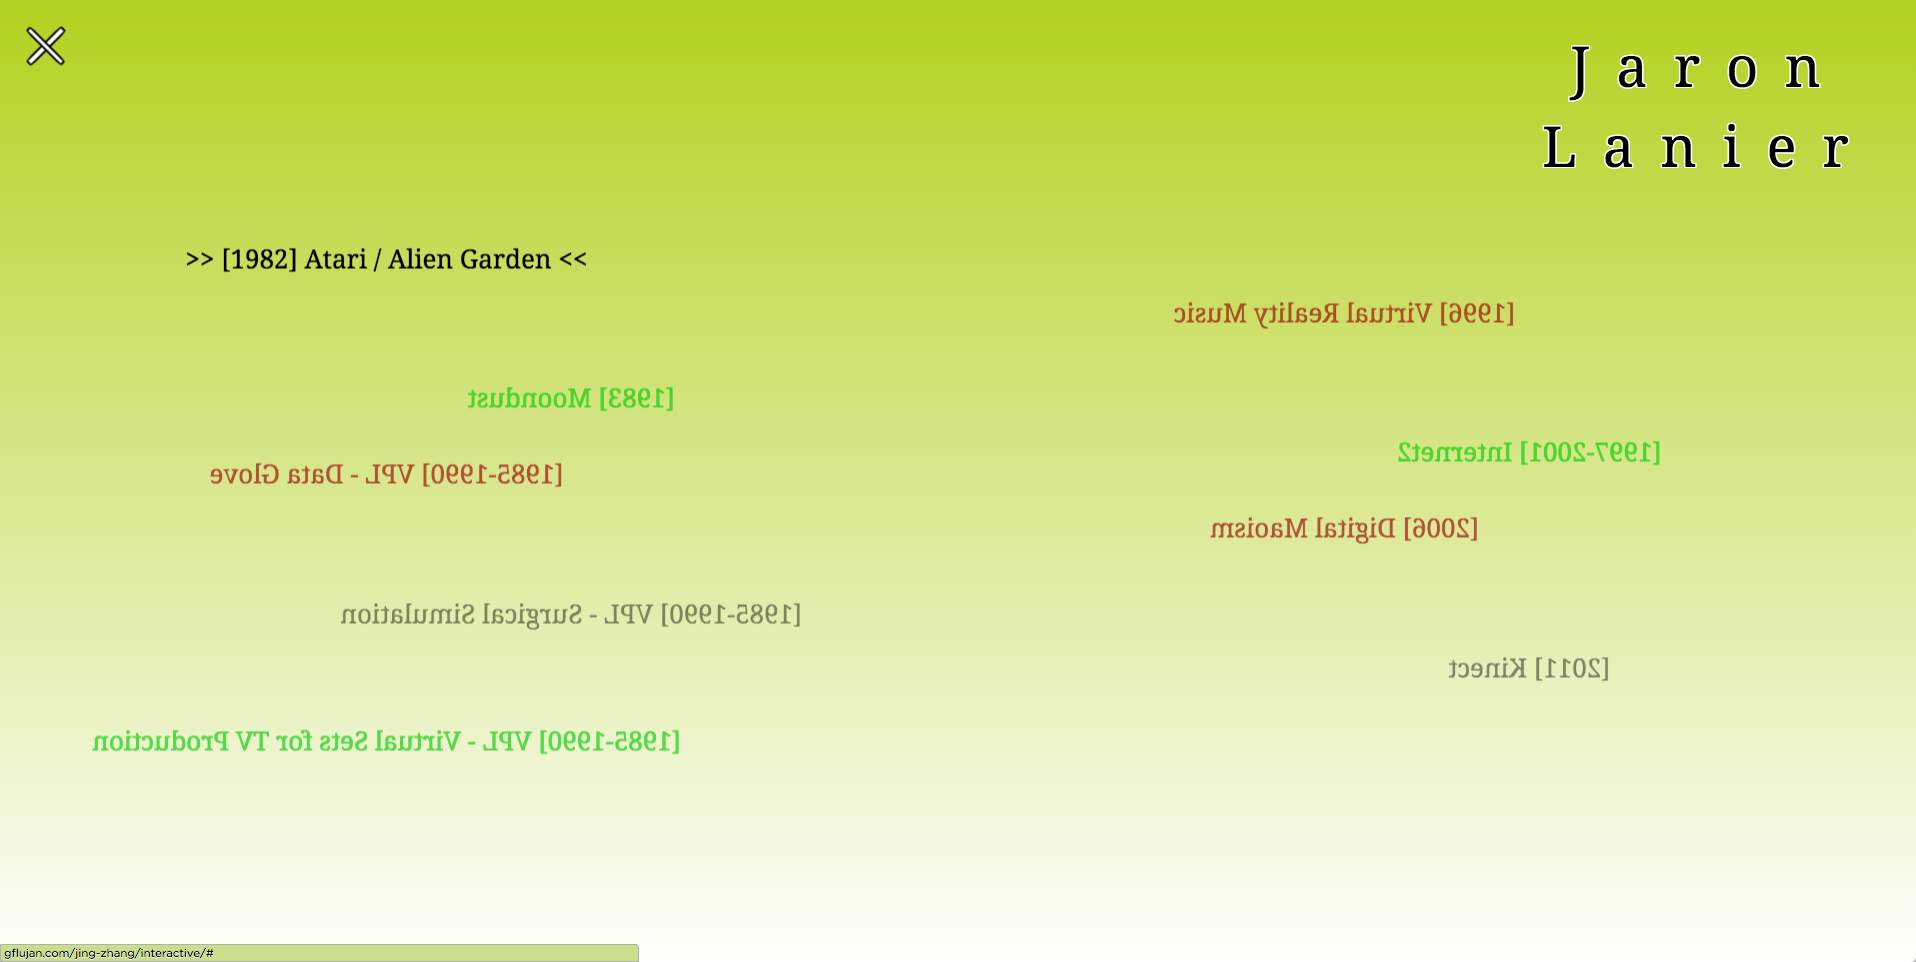 Jaron
Lanier
>> [1982] Atari / Alien Garden <<
[1983] Moondust
[1985-1990] VPL - Data Glove
[1985-1990] VPL - Surgical Simulation
[1985-1990] VPL - Virtual Sets for TV Production
[1996] Virtual Reality Music
[1997-2001] Internet2
[2006] Digital Maoism
[2011] Kinect
gflujan.com/jing-zhang/interactive/#